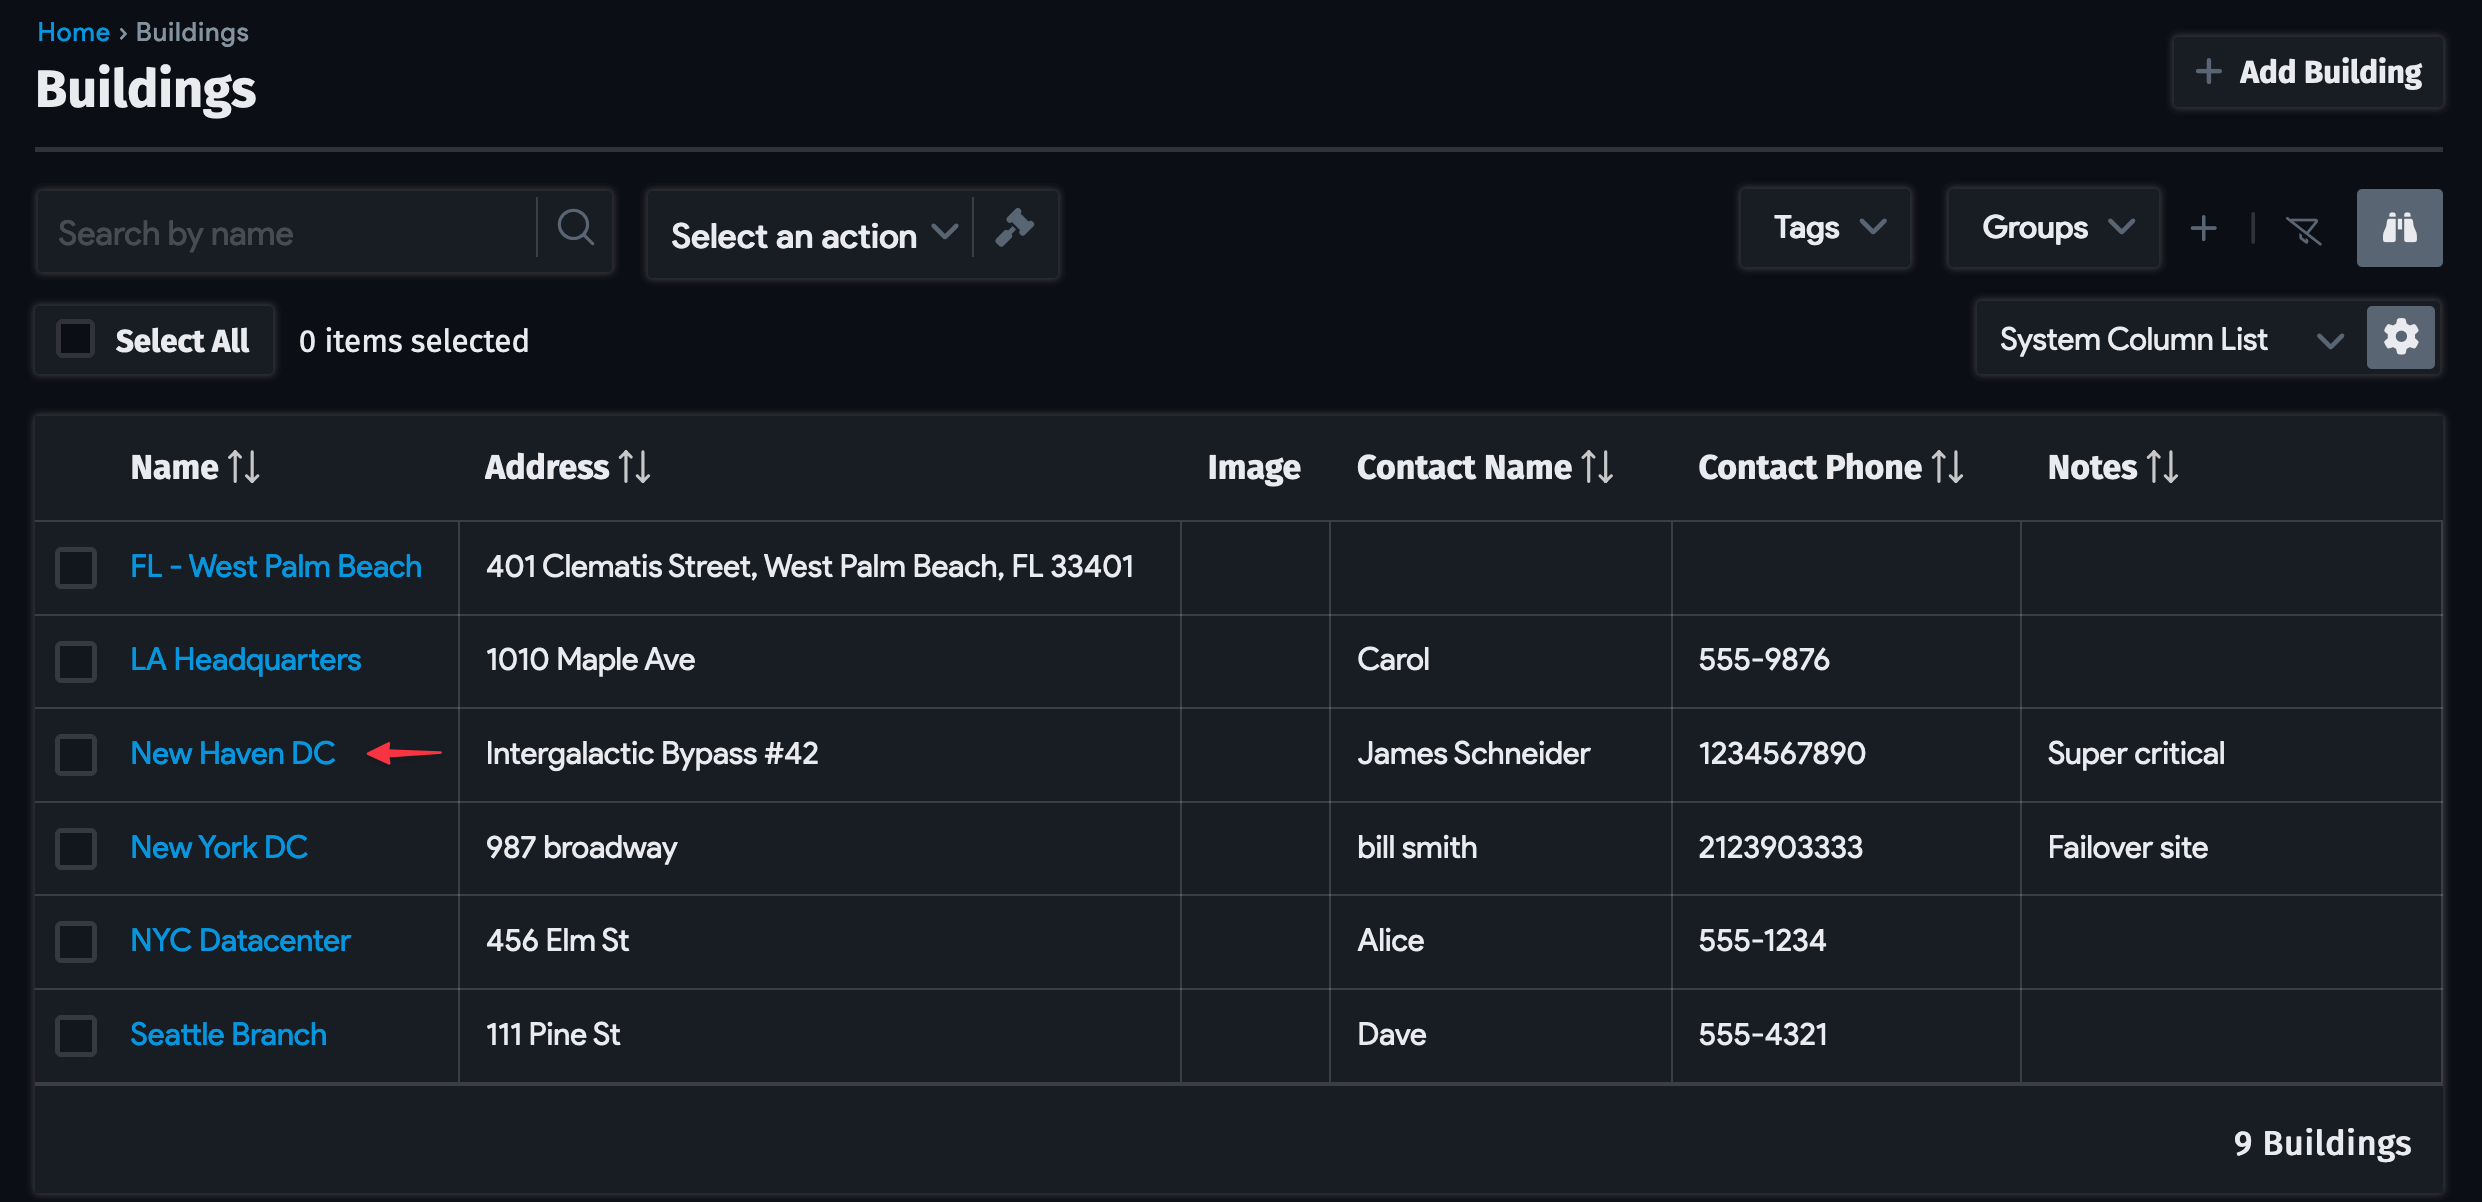 Home › Buildings
Buildings
+ Add Building
Search by name
Select an action
Tags
Groups
Select All
0 items selected
System Column List
Name Address Image Contact Name Contact Phone Notes
FL - West Palm Beach 401 Clematis Street, West Palm Beach, FL 33401
LA Headquarters 1010 Maple Ave Carol 555-9876
New Haven DC Intergalactic Bypass #42 James Schneider 1234567890 Super critical
New York DC 987 broadway bill smith 2123903333 Failover site
NYC Datacenter 456 Elm St Alice 555-1234
Seattle Branch 111 Pine St Dave 555-4321
9 Buildings